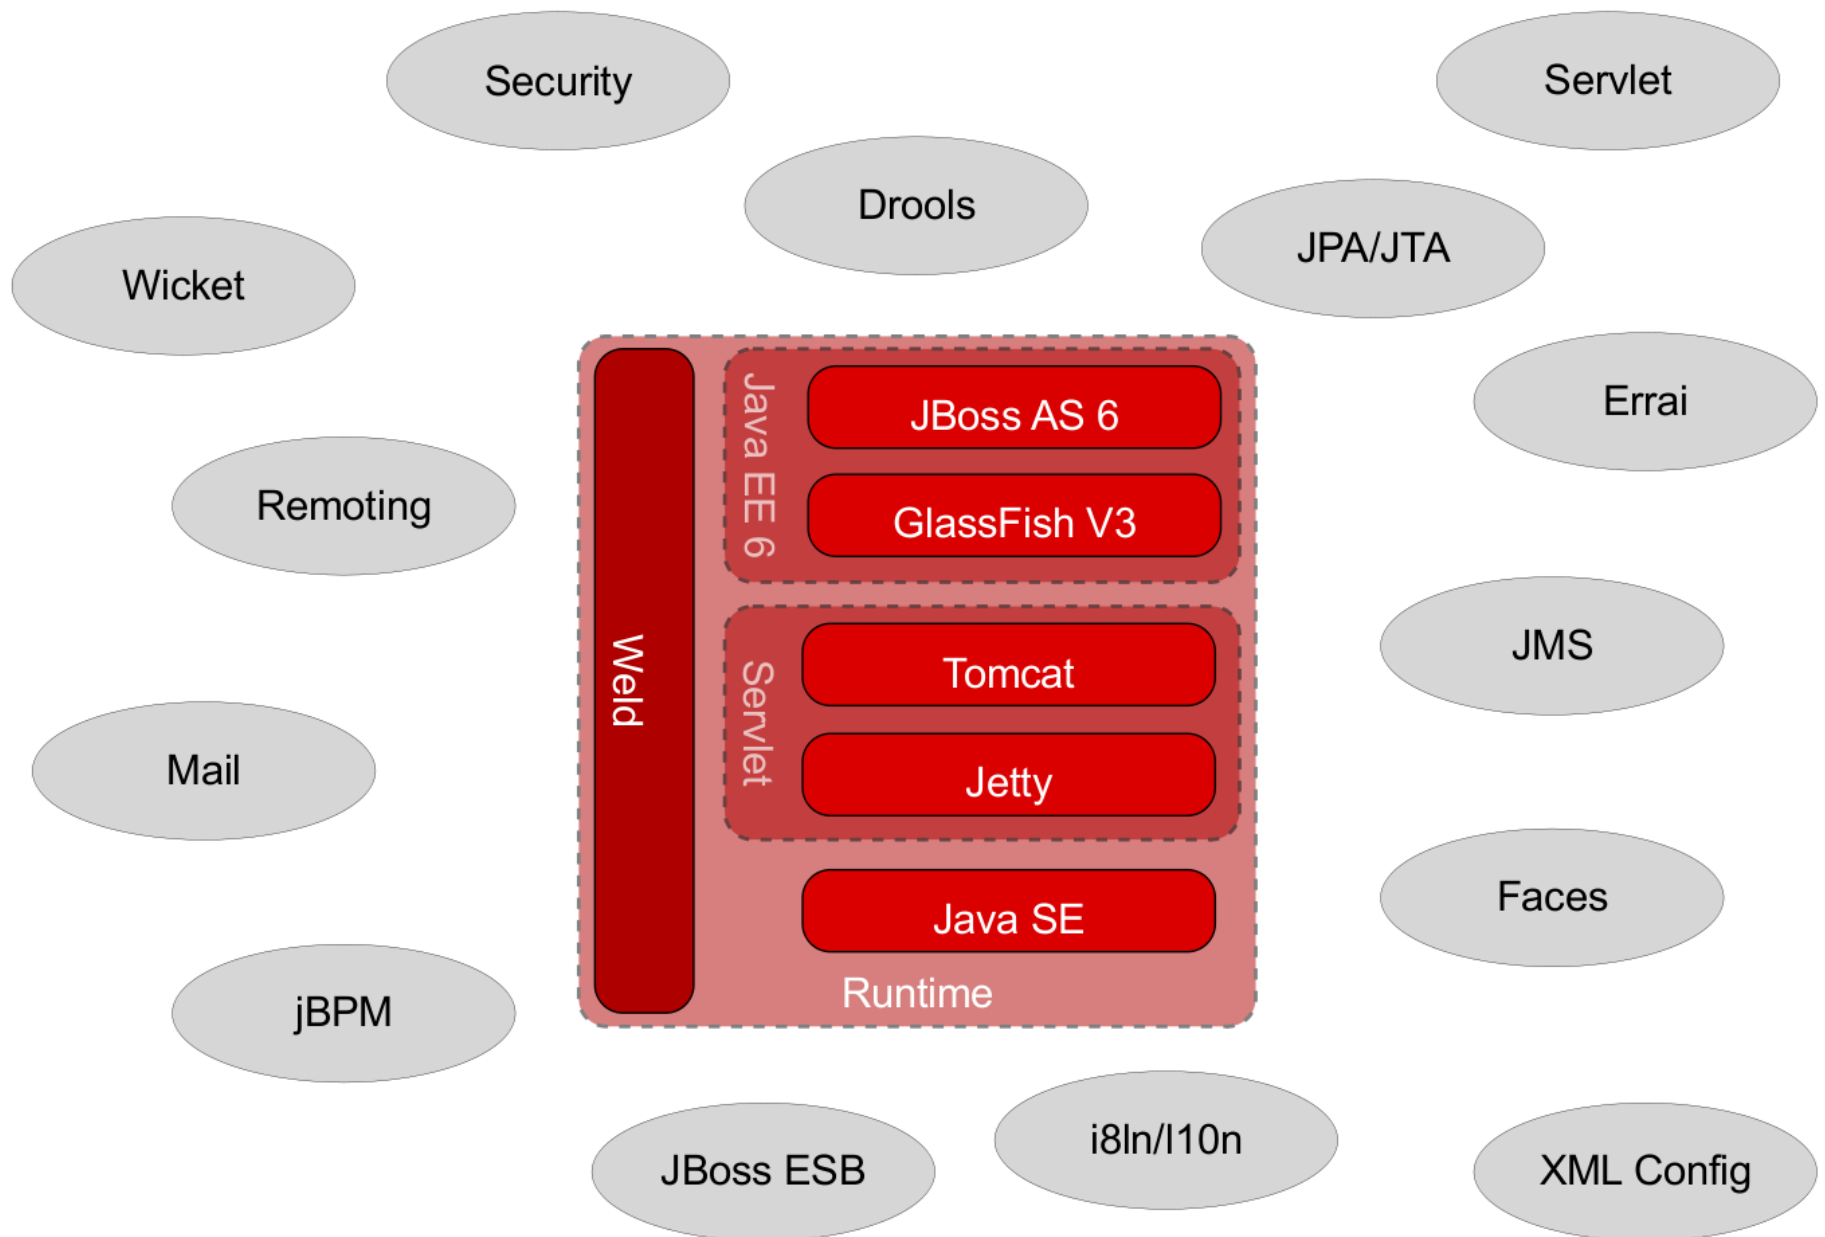 Security
Servlet
Drools
JPA/JTA
Wicket
Errai
Remoting
JMS
Mail
Faces
jBPM
JBoss ESB
i8ln/l10n
XML Config
Weld
Java EE 6
JBoss AS 6
GlassFish V3
Servlet
Tomcat
Jetty
Java SE
Runtime